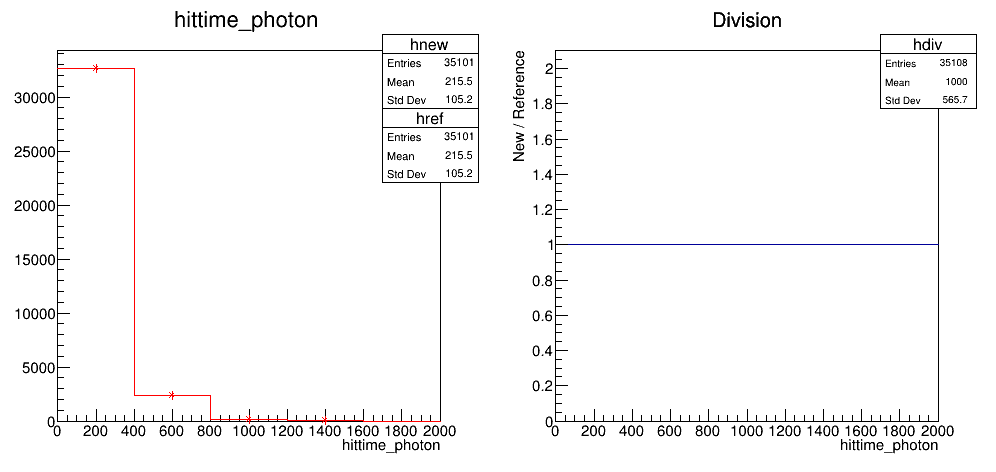 hittime_photon
hnew
Entries 35101
Mean 215.5
Std Dev 105.2
href
Entries 35101
Mean 215.5
Std Dev 105.2
30000
25000
20000
15000
10000
5000
0
0 200 400 600 800 1000 1200 1400 1600 1800 2000
hittime_photon
Division
hdiv
Entries 35108
Mean 1000
Std Dev 565.7
New / Reference
2
1.8
1.6
1.4
1.2
1
0.8
0.6
0.4
0.2
0
0 200 400 600 800 1000 1200 1400 1600 1800 2000
hittime_photon